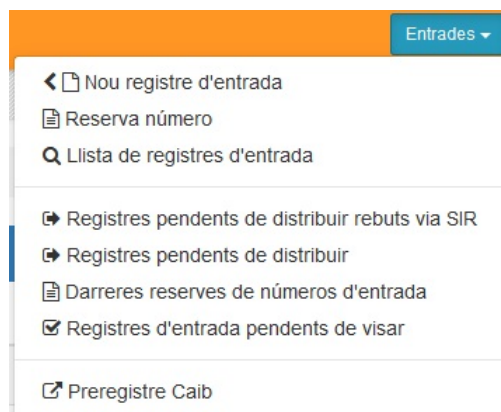 Entrades
Nou registre d'entrada
Reserva número
Llista de registres d'entrada
Registres pendents de distribuir rebuts via SIR
Registres pendents de distribuir
Darreres reserves de números d'entrada
Registres d'entrada pendents de visar
Preregistre Caib